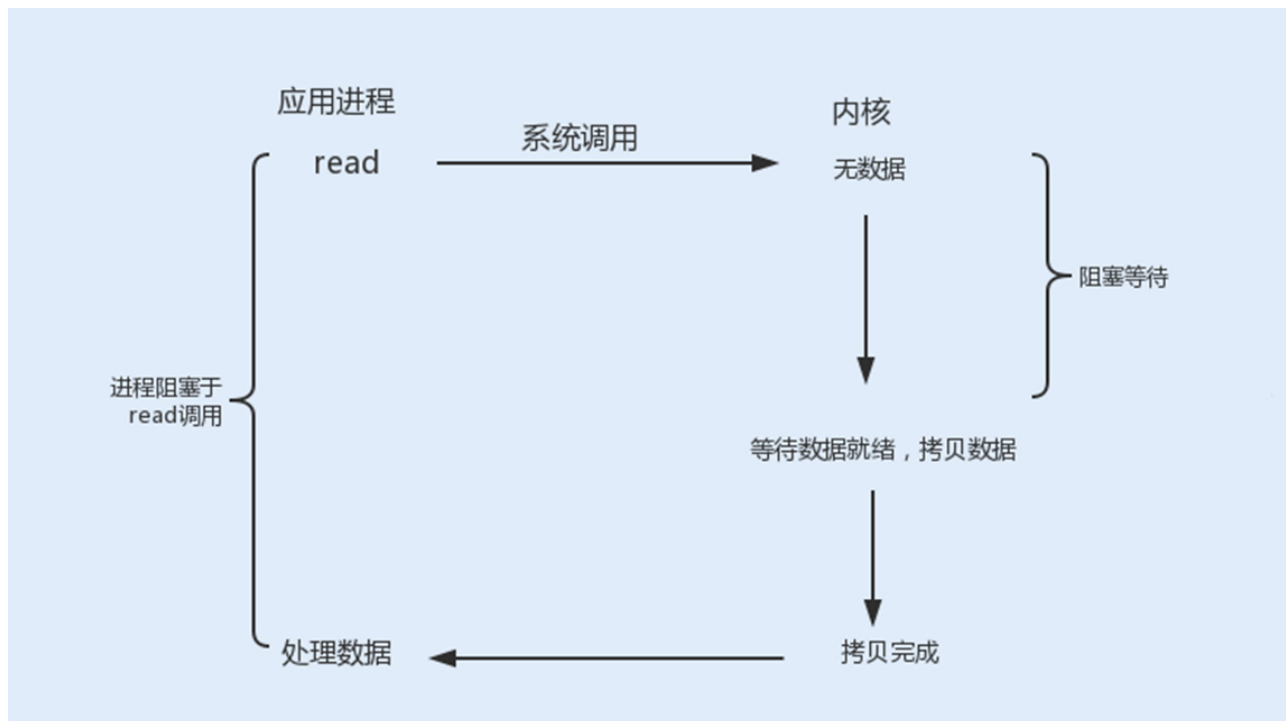 应用进程
内核
系统调用
read
无数据
阻塞等待
进程阻塞于
read调用
等待数据就绪，拷贝数据
处理数据
拷贝完成